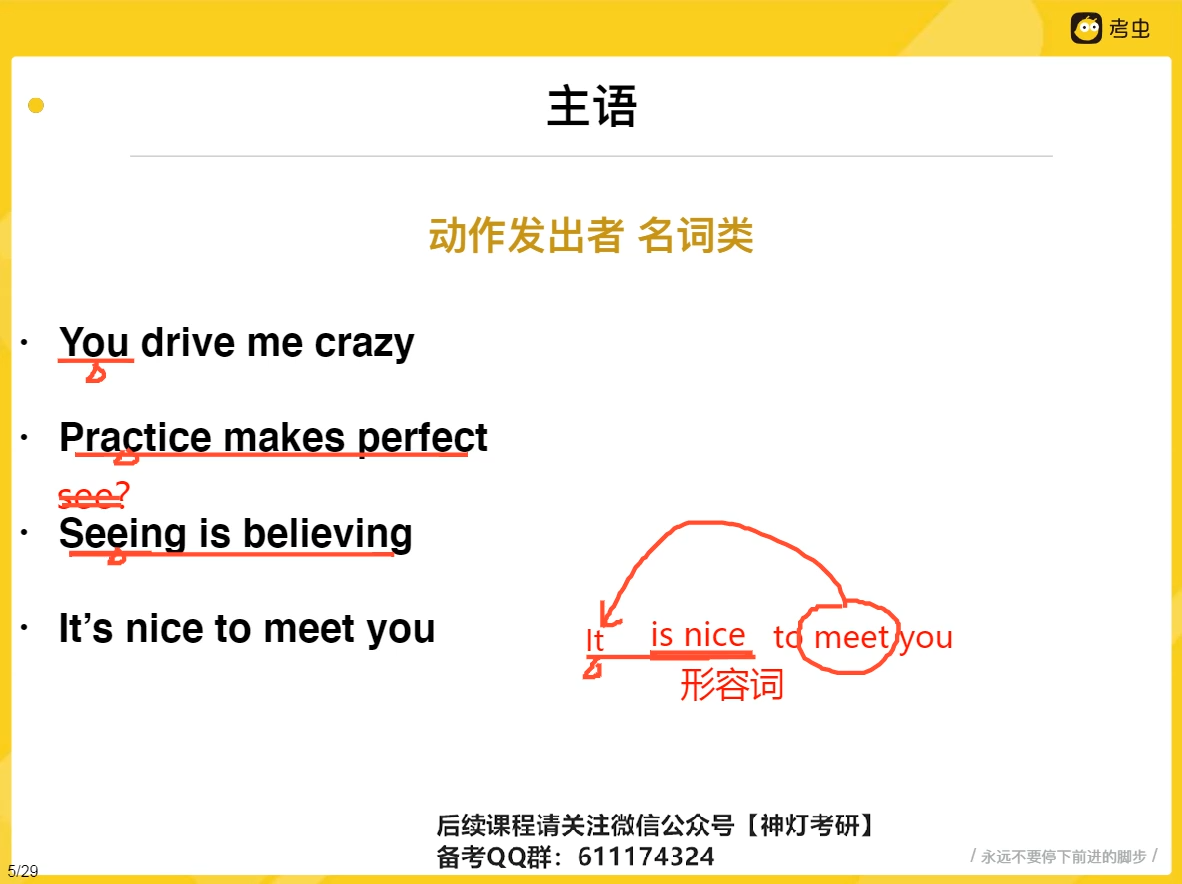 考虫
主语
动作发出者 名词类
· You drive me crazy
· Practice makes perfect
see?
· Seeing is believing
· It’s nice to meet you
It is nice to meet you
形容词
后续课程请关注微信公众号【神灯考研】
备考QQ群：611174324
/ 永远不要停下前进的脚步 /
5/29